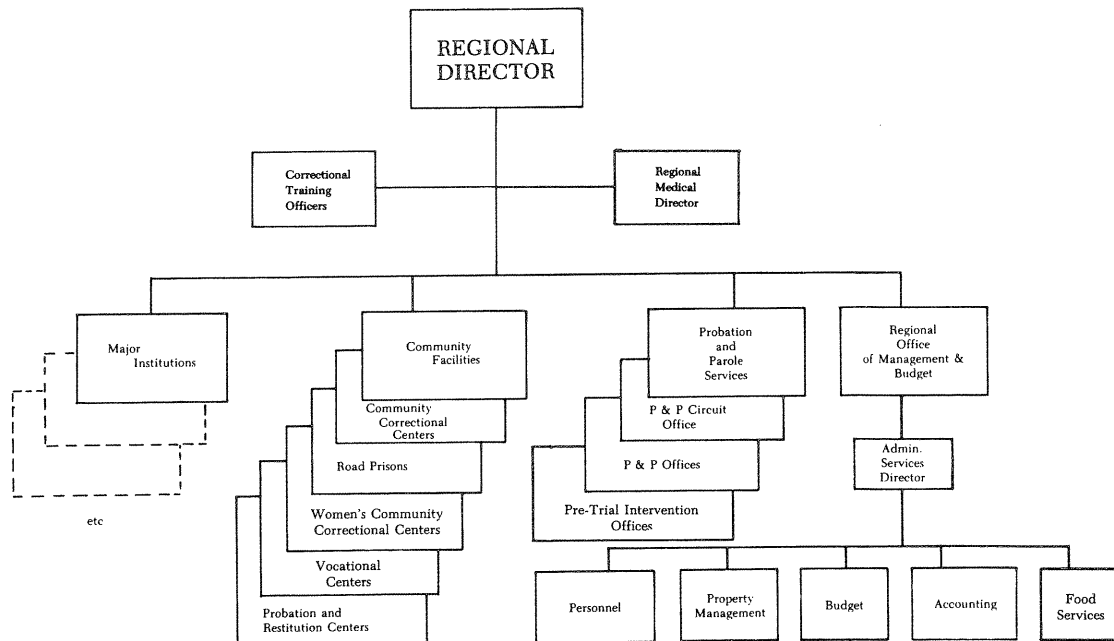 REGIONAL
DIRECTOR
Correctional
Training
Officers
Regional
Medical
Director
Major
Institutions
etc
Community
Facilities
Community
Correctional
Centers
Road Prisons
Women's Community
Correctional Centers
Vocational
Centers
Probation and
Restitution Centers
Probation
and
Parole
Services
P & P Circuit
Office
P & P Offices
Pre-Trial Intervention
Offices
Regional
Office
of Management &
Budget
Admin.
Services
Director
Personnel
Property
Management
Budget
Accounting
Food
Services